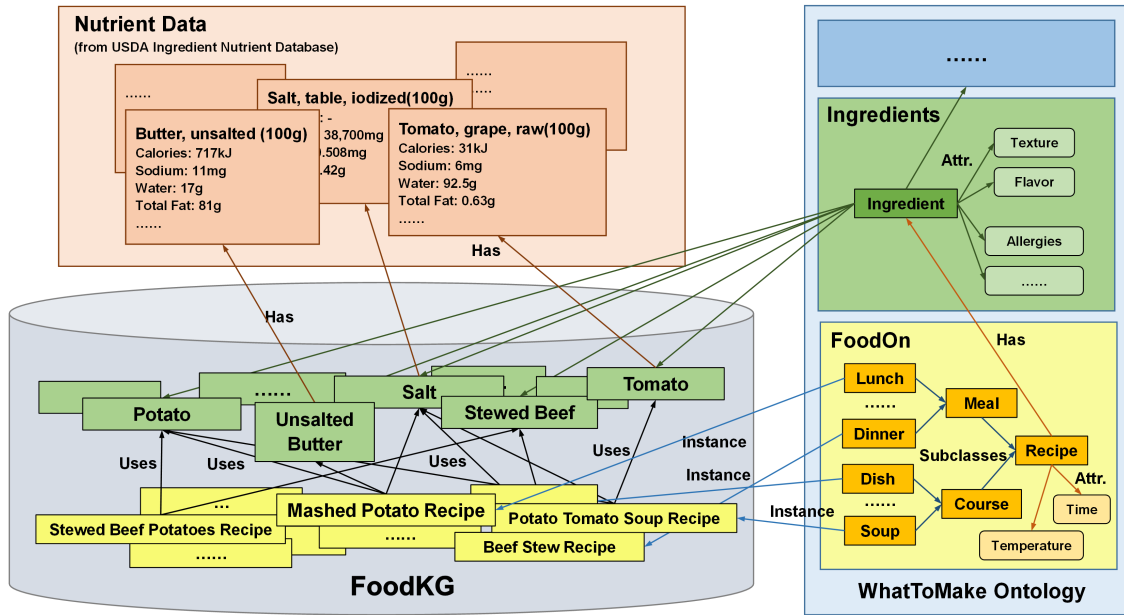 Nutrient Data
(from USDA Ingredient Nutrient Database)
......
......
......
Salt, table, iodized(100g)
: -
38,700mg
.508mg
.42g
Butter, unsalted (100g)
Calories: 717kJ
Sodium: 11mg
Water: 17g
Total Fat: 81g
......
Tomato, grape, raw(100g)
Calories: 31kJ
Sodium: 6mg
Water: 92.5g
Total Fat: 0.63g
......
Has
Has
......
Potato
Unsalted
Butter
Salt
Stewed Beef
Tomato
Uses
Uses
Uses
Uses
...
Stewed Beef Potatoes Recipe
......
Mashed Potato Recipe
......
Potato Tomato Soup Recipe
Beef Stew Recipe
FoodKG
Instance
Instance
Instance
......
Ingredients
Attr.
Ingredient
Texture
Flavor
Allergies
......
Has
FoodOn
Lunch
......
Dinner
Meal
Subclasses
Recipe
Dish
......
Soup
Course
Attr.
Time
Temperature
WhatToMake Ontology